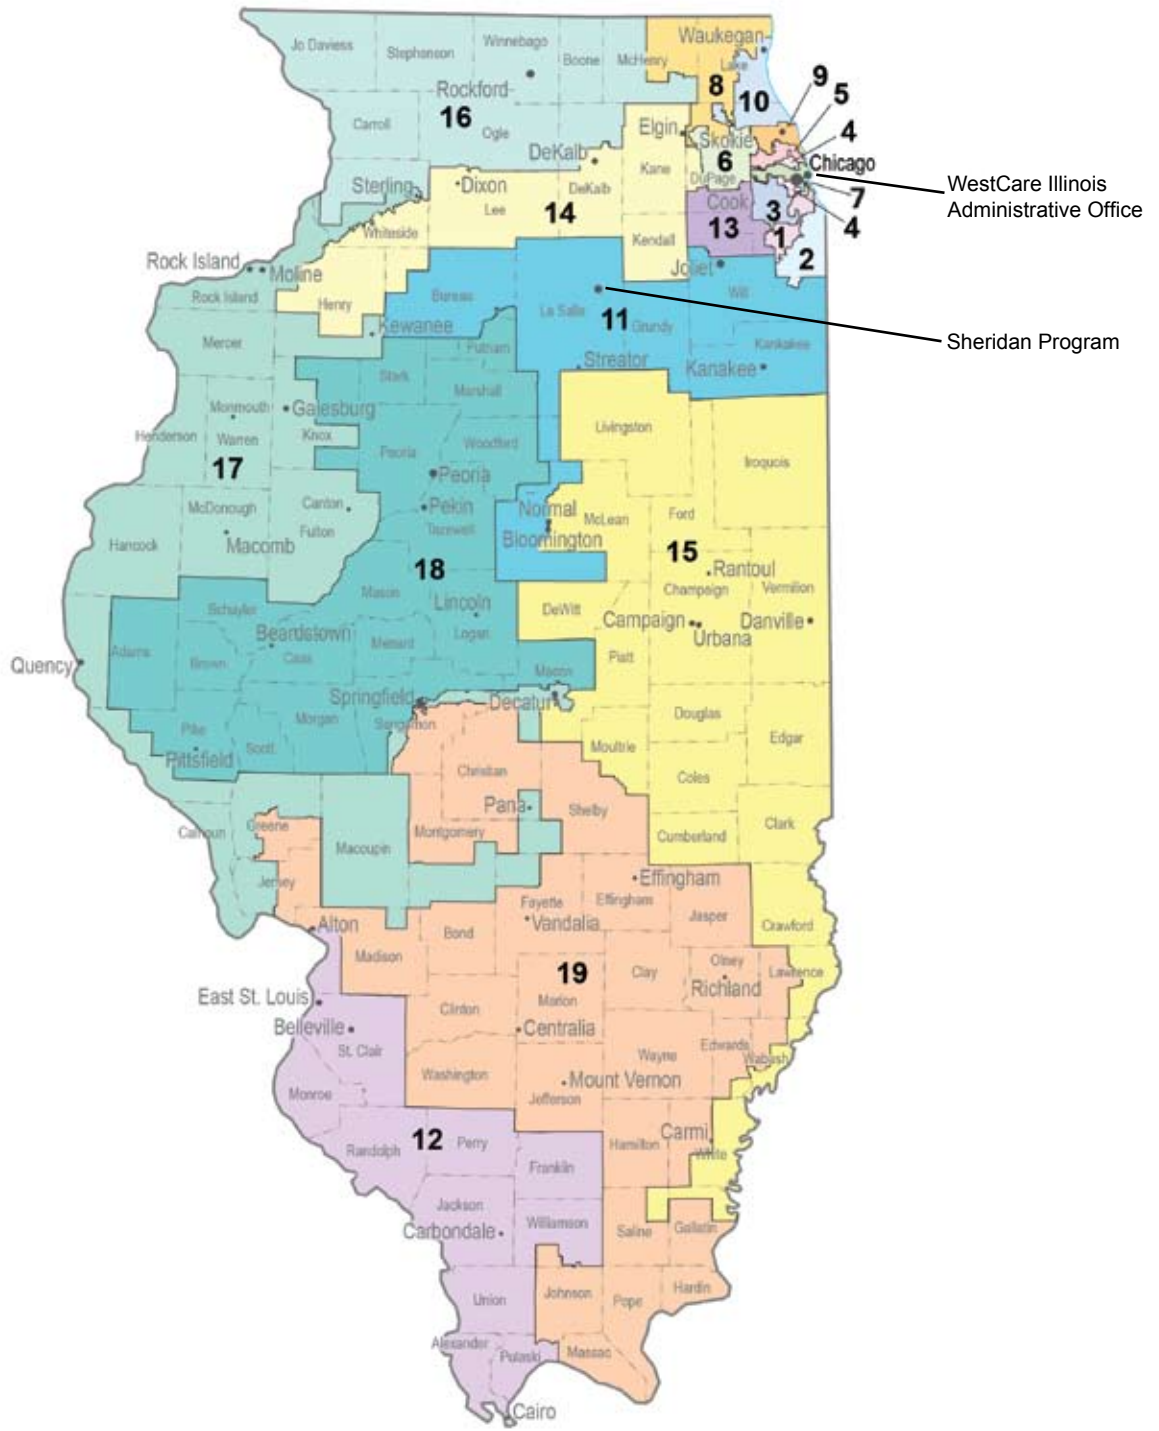 Jo Daviess
Stephenson
Winnebago
Boone
McHenry
Waukegan
Lake
Rockford
8
10
9
5
4
16
Carroll
Ogle
Elgin
Skokie
Chicago
DeKalb
6
Kane
DuPage
WestCare Illinois
Administrative Office
Sterling
Dixon
DeKalb
Lee
14
Cook
3
7
4
13
1
2
Whiteside
Kendall
Rock Island
Moline
Joliet
Rock Island
Henry
Bureau
La Salle
Will
11
Grundy
Kewanee
Mercer
Putnam
Kankakee
Sheridan Program
Streator
Kanakee
Stark
Marshall
Monmouth
Galesburg
Henderson
Warren
Knox
Livingston
Woodford
Peoria
Iroquois
17
Peoria
McDonough
Canton
Pekin
Normal
McLean
Ford
Hancock
Macomb
Fulton
Tazewell
Bloomington
15
18
Rantoul
Mason
Champaign
Vermilion
Schuyler
Lincoln
DeWitt
Beardstown
Menard
Logan
Campaign
Urbana
Danville
Quency
Adams
Brown
Cass
Piatt
Macon
Springfield
Decatur
Pike
Morgan
Sangamon
Douglas
Pittsfield
Scott
Moultrie
Edgar
Christian
Coles
Pana
Shelby
Calhoun
Greene
Montgomery
Cumberland
Clark
Macoupin
Jersey
Effingham
Fayette
Effingham
Alton
Vandalia
Jasper
Crawford
Bond
Madison
19
Clay
Olney
Lawrence
Richland
East St. Louis
Clinton
Marion
Belleville
Centralia
St. Clair
Wayne
Edwards
Wabash
Washington
Mount Vernon
Monroe
Jefferson
12
Perry
Carmi
Randolph
Hamilton
White
Franklin
Jackson
Carbondale
Williamson
Saline
Gallatin
Union
Johnson
Pope
Hardin
Alexander
Pulaski
Massac
Cairo